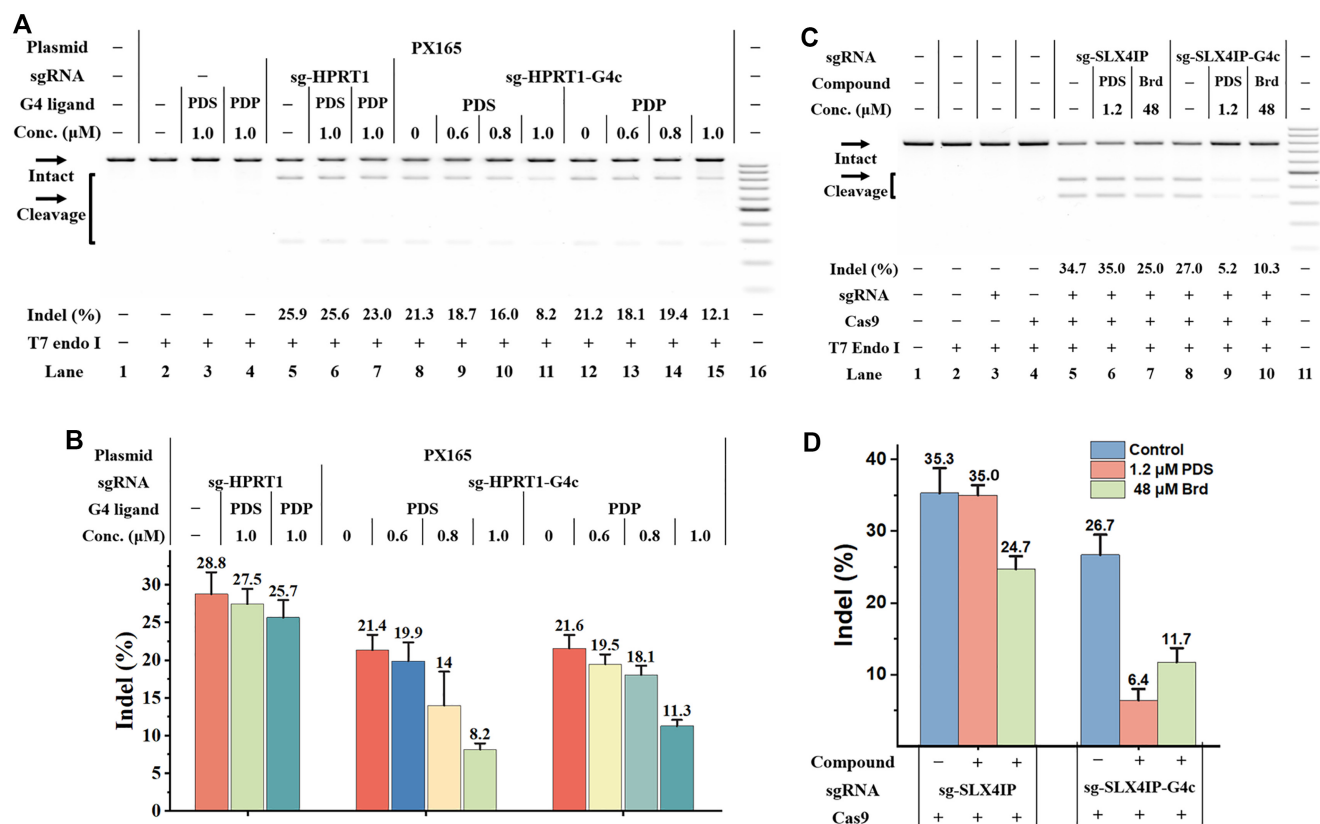 A
Plasmid – PX165 –
sgRNA – – sg-HPRT1 sg-HPRT1-G4c –
G4 ligand – – PDS PDP – PDS PDP PDS PDP –
Conc. (µM) – – 1.0 1.0 – 1.0 1.0 0 0.6 0.8 1.0 0 0.6 0.8 1.0 –
Intact
Cleavage
Indel (%) – – – – 25.9 25.6 23.0 21.3 18.7 16.0 8.2 21.2 18.1 19.4 12.1 –
T7 endo I – + + + + + + + + + + + + + + –
Lane 1 2 3 4 5 6 7 8 9 10 11 12 13 14 15 16
B
Plasmid PX165
sgRNA sg-HPRT1 sg-HPRT1-G4c
G4 ligand – PDS PDP PDS PDP
Conc. (µM) – 1.0 1.0 0 0.6 0.8 1.0 0 0.6 0.8 1.0
Indel (%)
30
25
20
15
10
5
0
28.8 27.5 25.7 21.4 19.9 14 8.2 21.6 19.5 18.1 11.3
C
sgRNA – – – – sg-SLX4IP sg-SLX4IP-G4c –
Compound – – – – – PDS Brd – PDS Brd –
Conc. (µM) – – – – – 1.2 48 – 1.2 48 –
Intact
Cleavage
Indel (%) – – – – 34.7 35.0 25.0 27.0 5.2 10.3 –
sgRNA – – + – + + + + + + –
Cas9 – – – + + + + + + + –
T7 Endo I – + + + + + + + + + –
Lane 1 2 3 4 5 6 7 8 9 10 11
D
Control
1.2 µM PDS
48 µM Brd
Indel (%)
40
30
20
10
35.3 35.0 24.7 26.7 6.4 11.7
Compound – + + – + +
sgRNA sg-SLX4IP sg-SLX4IP-G4c
Cas9 + + + + + +